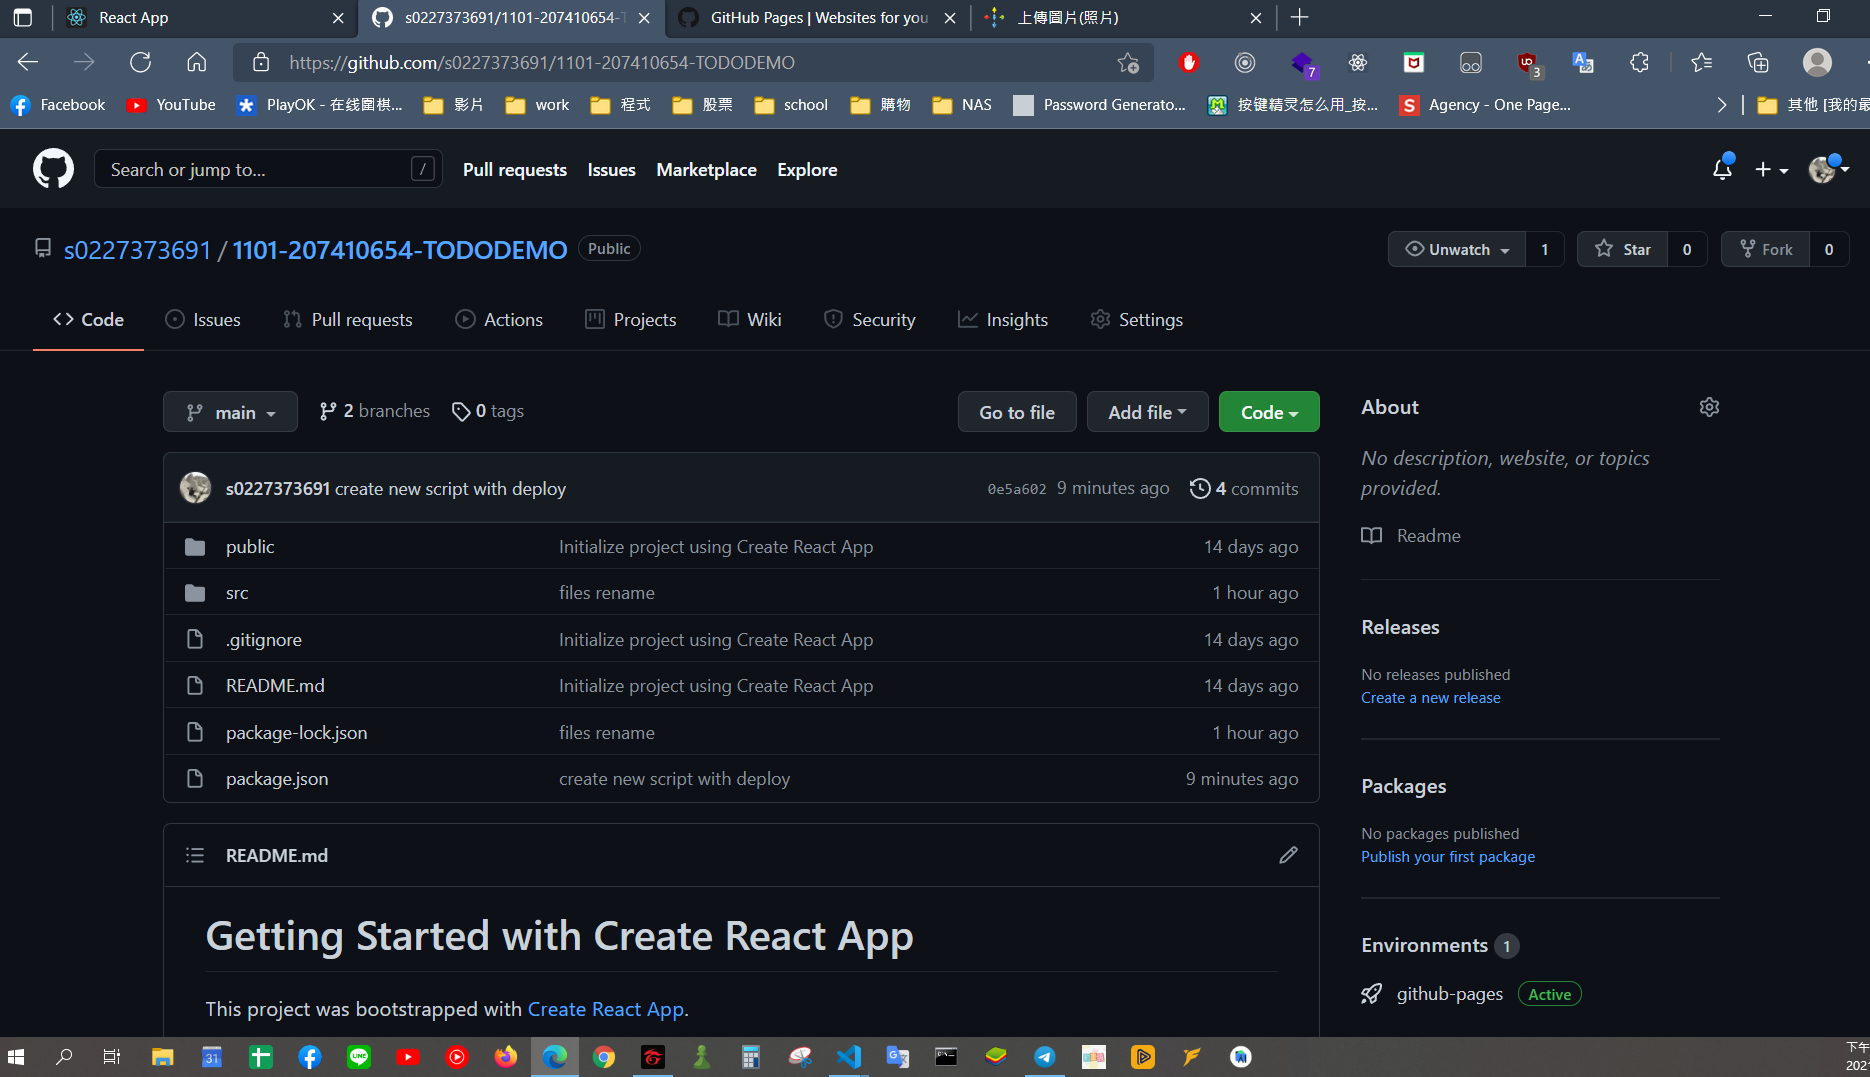 React App
s0227373691/1101-207410654-T
GitHub Pages | Websites for you
上傳圖片(照片)
https://github.com/s0227373691/1101-207410654-TODODEMO
7
3
Facebook
YouTube
PlayOK - 在线圍棋...
影片
work
程式
股票
school
購物
NAS
Password Generato...
按键精灵怎么用_按...
Agency - One Page...
其他 [我的最
Search or jump to...
/
Pull requests
Issues
Marketplace
Explore
s0227373691 / 1101-207410654-TODODEMO
Public
Unwatch
1
Star
0
Fork
0
Code
Issues
Pull requests
Actions
Projects
Wiki
Security
Insights
Settings
main
2 branches
0 tags
Go to file
Add file
Code
s0227373691 create new script with deploy
0e5a602
9 minutes ago
4 commits
public
Initialize project using Create React App
14 days ago
src
files rename
1 hour ago
.gitignore
Initialize project using Create React App
14 days ago
README.md
Initialize project using Create React App
14 days ago
package-lock.json
files rename
1 hour ago
package.json
create new script with deploy
9 minutes ago
README.md
Getting Started with Create React App
This project was bootstrapped with Create React App.
About
No description, website, or topics
provided.
Readme
Releases
No releases published
Create a new release
Packages
No packages published
Publish your first package
Environments 1
github-pages
Active
31
LINE
下午
202